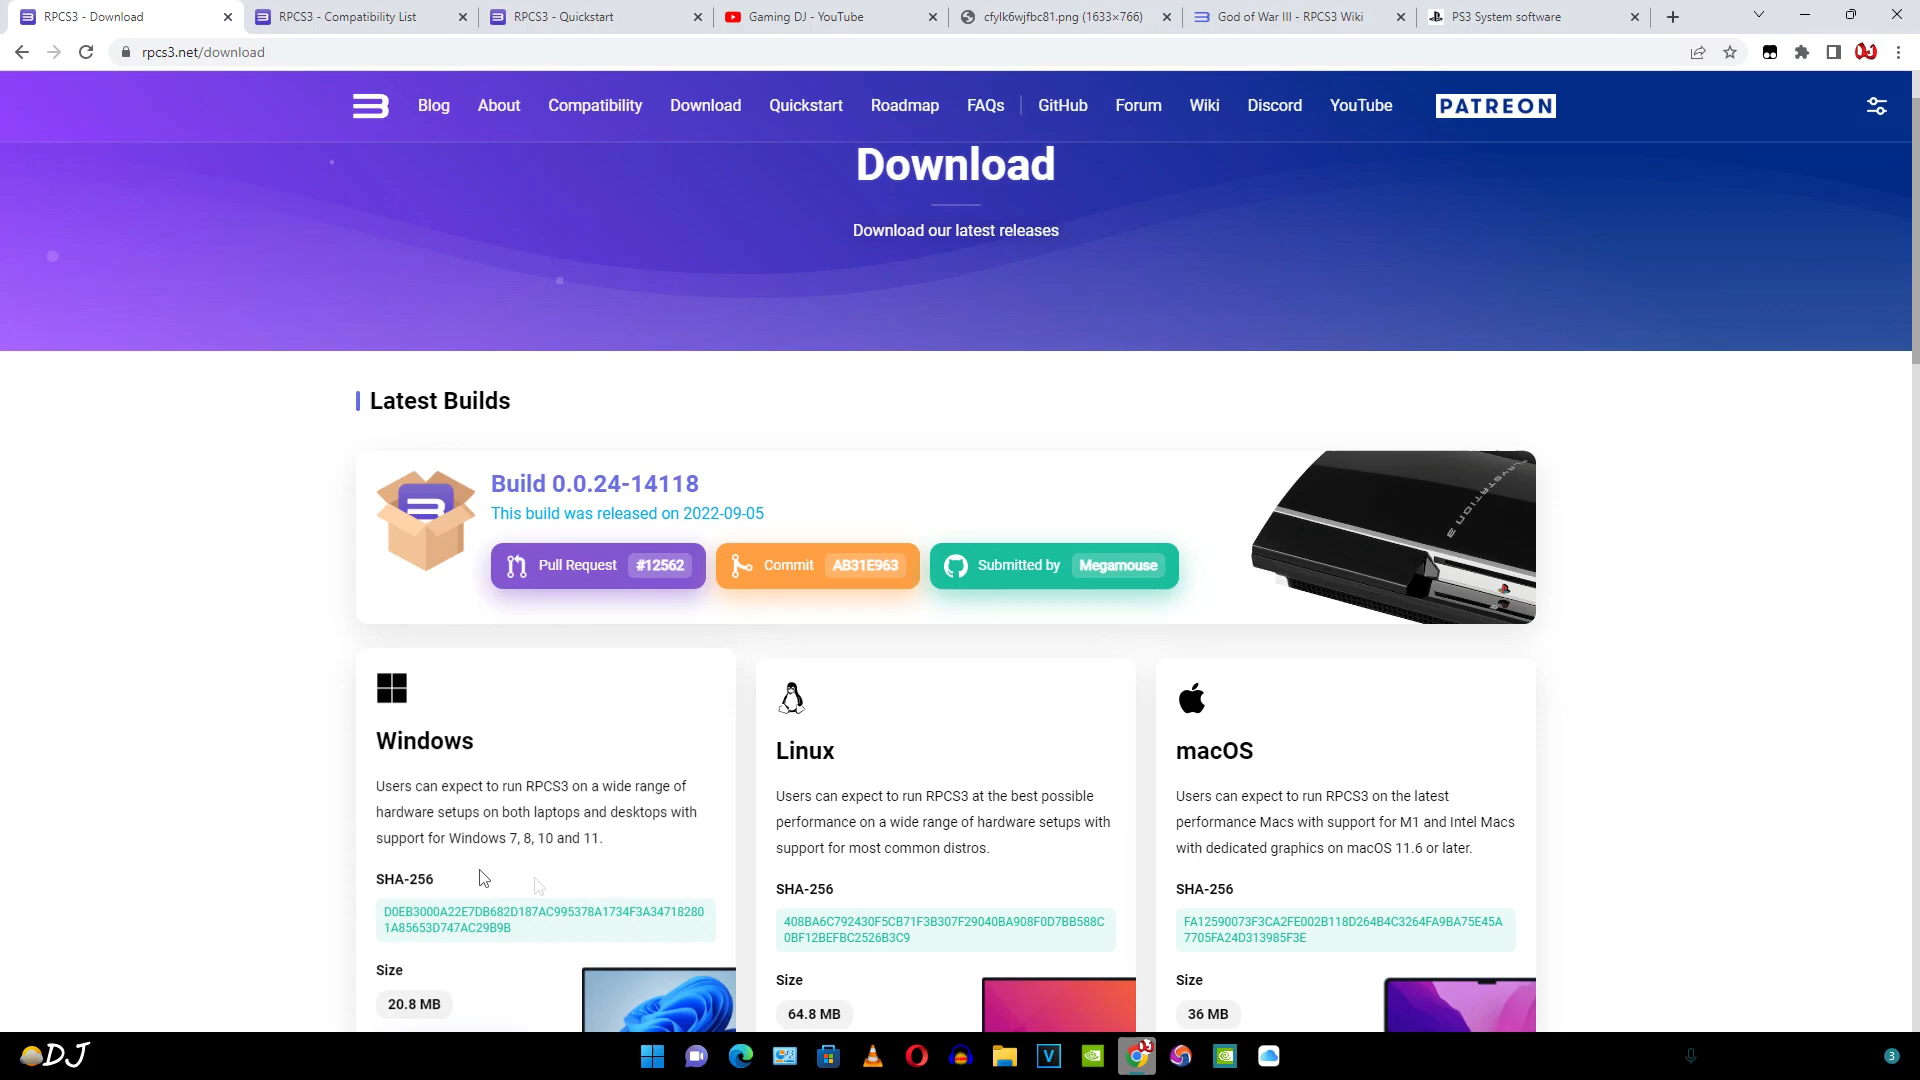 RPCS3 - Download
RPCS3 - Compatibility List
RPCS3 - Quickstart
Gaming DJ - YouTube
cfylk6wjfbc81.png (1633×766)
God of War III - RPCS3 Wiki
PS3 System software
rpcs3.net/download
Blog About Compatibility Download Quickstart Roadmap FAQs GitHub Forum Wiki Discord YouTube PATREON
Download
Download our latest releases
Latest Builds
Build 0.0.24-14118
This build was released on 2022-09-05
Pull Request #12562 Commit AB31E963 Submitted by Megamouse
PLAYSTATION 3
Windows
Users can expect to run RPCS3 on a wide range of
hardware setups on both laptops and desktops with
support for Windows 7, 8, 10 and 11.
SHA-256
D0EB3000A22E7DB682D187AC995378A1734F3A34718280
1A85653D747AC29B9B
Size
20.8 MB
Linux
Users can expect to run RPCS3 at the best possible
performance on a wide range of hardware setups with
support for most common distros.
SHA-256
408BA6C792430F5CB71F3B307F29040BA908F0D7BB588C
0BF12BEFBC2526B3C9
Size
64.8 MB
macOS
Users can expect to run RPCS3 on the latest
performance Macs with support for M1 and Intel Macs
with dedicated graphics on macOS 11.6 or later.
SHA-256
FA12590073F3CA2FE002B118D264B4C3264FA9BA75E45A
7705FA24D313985F3E
Size
36 MB
DJ
V
3